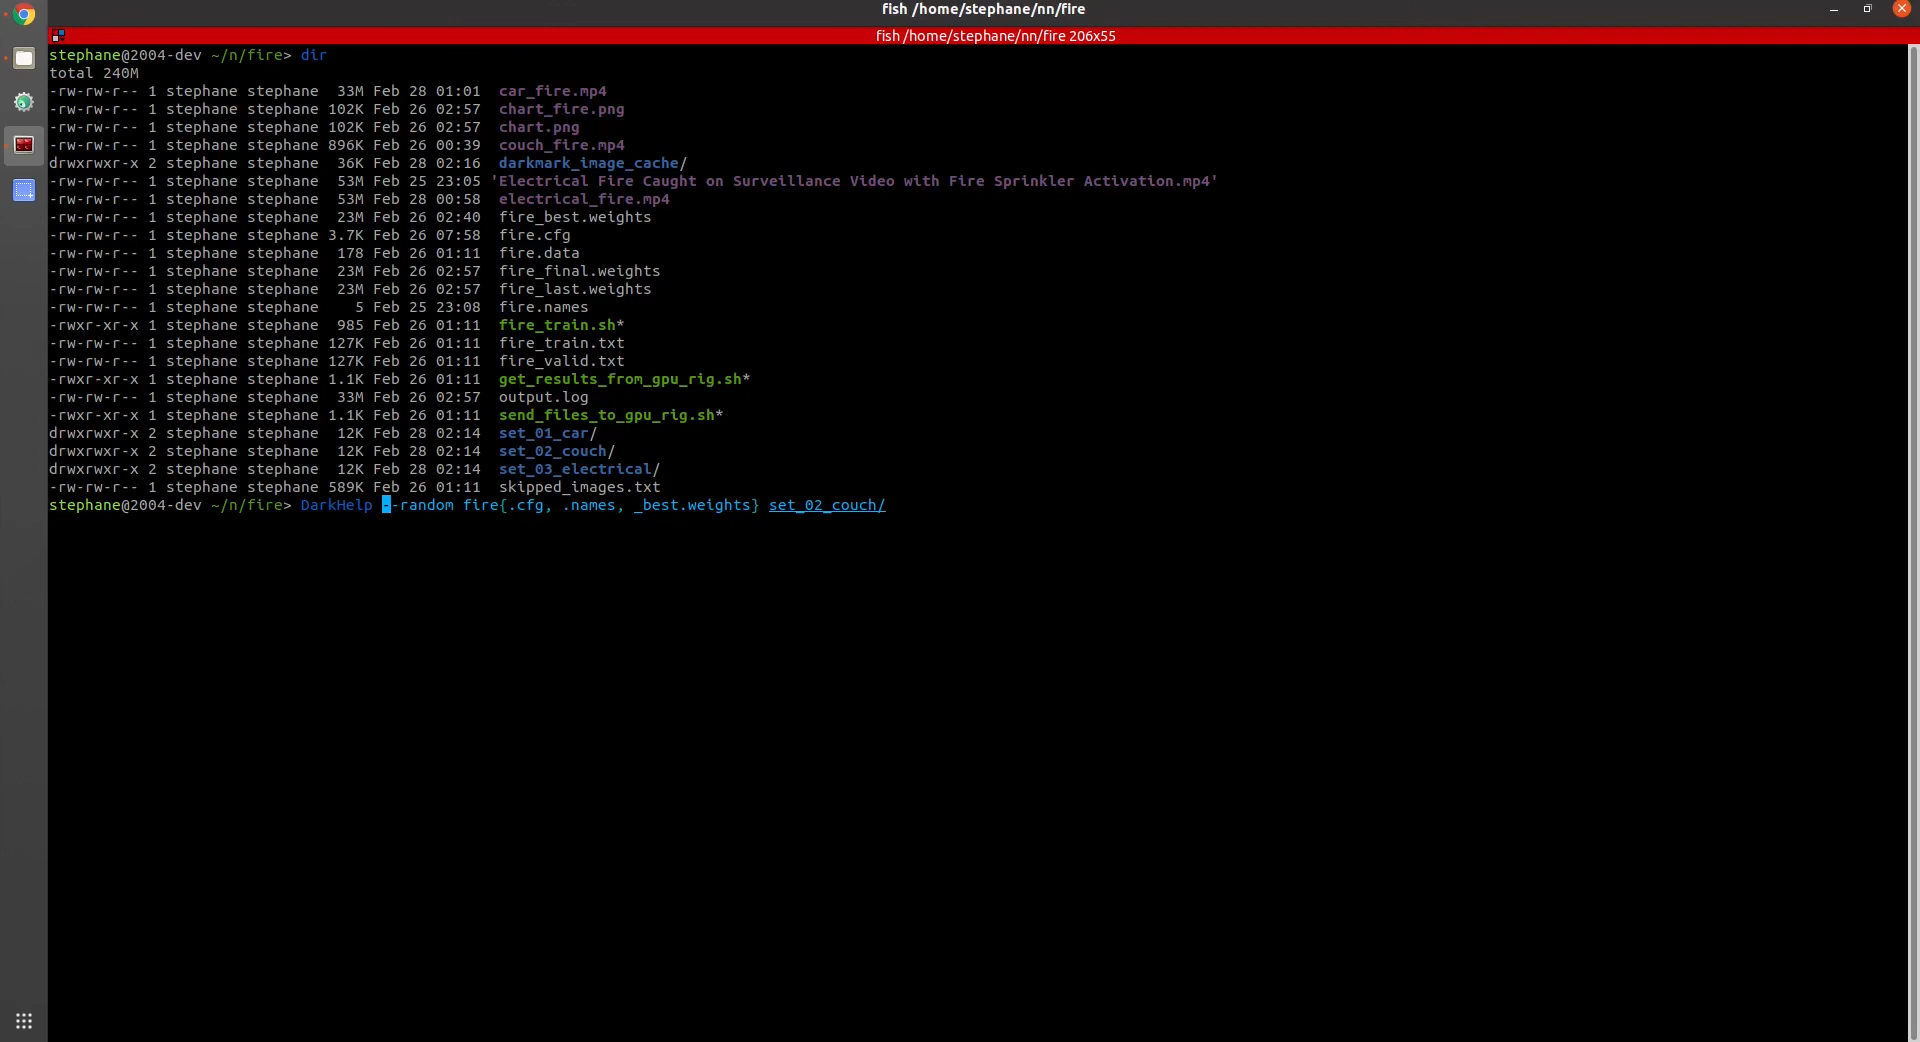 fish /home/stephane/nn/fire
fish /home/stephane/nn/fire 206x55
stephane@2004-dev ~/n/fire> dir
total 240M
-rw-rw-r-- 1 stephane stephane  33M Feb 28 01:01  car_fire.mp4
-rw-rw-r-- 1 stephane stephane 102K Feb 26 02:57  chart_fire.png
-rw-rw-r-- 1 stephane stephane 102K Feb 26 02:57  chart.png
-rw-rw-r-- 1 stephane stephane 896K Feb 26 00:39  couch_fire.mp4
drwxrwxr-x 2 stephane stephane  36K Feb 28 02:16  darkmark_image_cache/
-rw-rw-r-- 1 stephane stephane  53M Feb 25 23:05 'Electrical Fire Caught on Surveillance Video with Fire Sprinkler Activation.mp4'
-rw-rw-r-- 1 stephane stephane  53M Feb 28 00:58  electrical_fire.mp4
-rw-rw-r-- 1 stephane stephane  23M Feb 26 02:40  fire_best.weights
-rw-rw-r-- 1 stephane stephane 3.7K Feb 26 07:58  fire.cfg
-rw-rw-r-- 1 stephane stephane  178 Feb 26 01:11  fire.data
-rw-rw-r-- 1 stephane stephane  23M Feb 26 02:57  fire_final.weights
-rw-rw-r-- 1 stephane stephane  23M Feb 26 02:57  fire_last.weights
-rw-rw-r-- 1 stephane stephane    5 Feb 25 23:08  fire.names
-rwxr-xr-x 1 stephane stephane  985 Feb 26 01:11  fire_train.sh*
-rw-rw-r-- 1 stephane stephane 127K Feb 26 01:11  fire_train.txt
-rw-rw-r-- 1 stephane stephane 127K Feb 26 01:11  fire_valid.txt
-rwxr-xr-x 1 stephane stephane 1.1K Feb 26 01:11  get_results_from_gpu_rig.sh*
-rw-rw-r-- 1 stephane stephane  33M Feb 26 02:57  output.log
-rwxr-xr-x 1 stephane stephane 1.1K Feb 26 01:11  send_files_to_gpu_rig.sh*
drwxrwxr-x 2 stephane stephane  12K Feb 28 02:14  set_01_car/
drwxrwxr-x 2 stephane stephane  12K Feb 28 02:14  set_02_couch/
drwxrwxr-x 2 stephane stephane  12K Feb 28 02:14  set_03_electrical/
-rw-rw-r-- 1 stephane stephane 589K Feb 26 01:11  skipped_images.txt
stephane@2004-dev ~/n/fire> DarkHelp --random fire{.cfg, .names, _best.weights} set_02_couch/